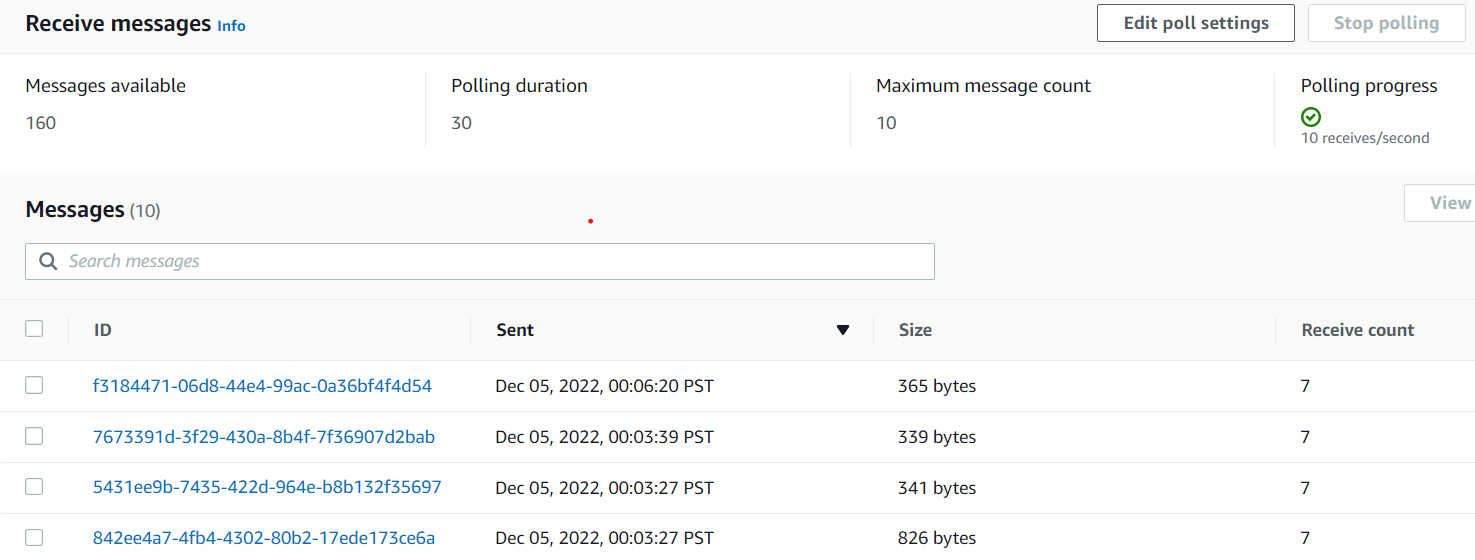 Receive messages Info
Edit poll settings
Stop polling
Messages available
Polling duration
Maximum message count
Polling progress
160
30
10
10 receives/second
Messages (10)
View
Search messages
ID Sent Size Receive count
f3184471-06d8-44e4-99ac-0a36bf4f4d54 Dec 05, 2022, 00:06:20 PST 365 bytes 7
7673391d-3f29-430a-8b4f-7f36907d2bab Dec 05, 2022, 00:03:39 PST 339 bytes 7
5431ee9b-7435-422d-964e-b8b132f35697 Dec 05, 2022, 00:03:27 PST 341 bytes 7
842ee4a7-4fb4-4302-80b2-17ede173ce6a Dec 05, 2022, 00:03:27 PST 826 bytes 7